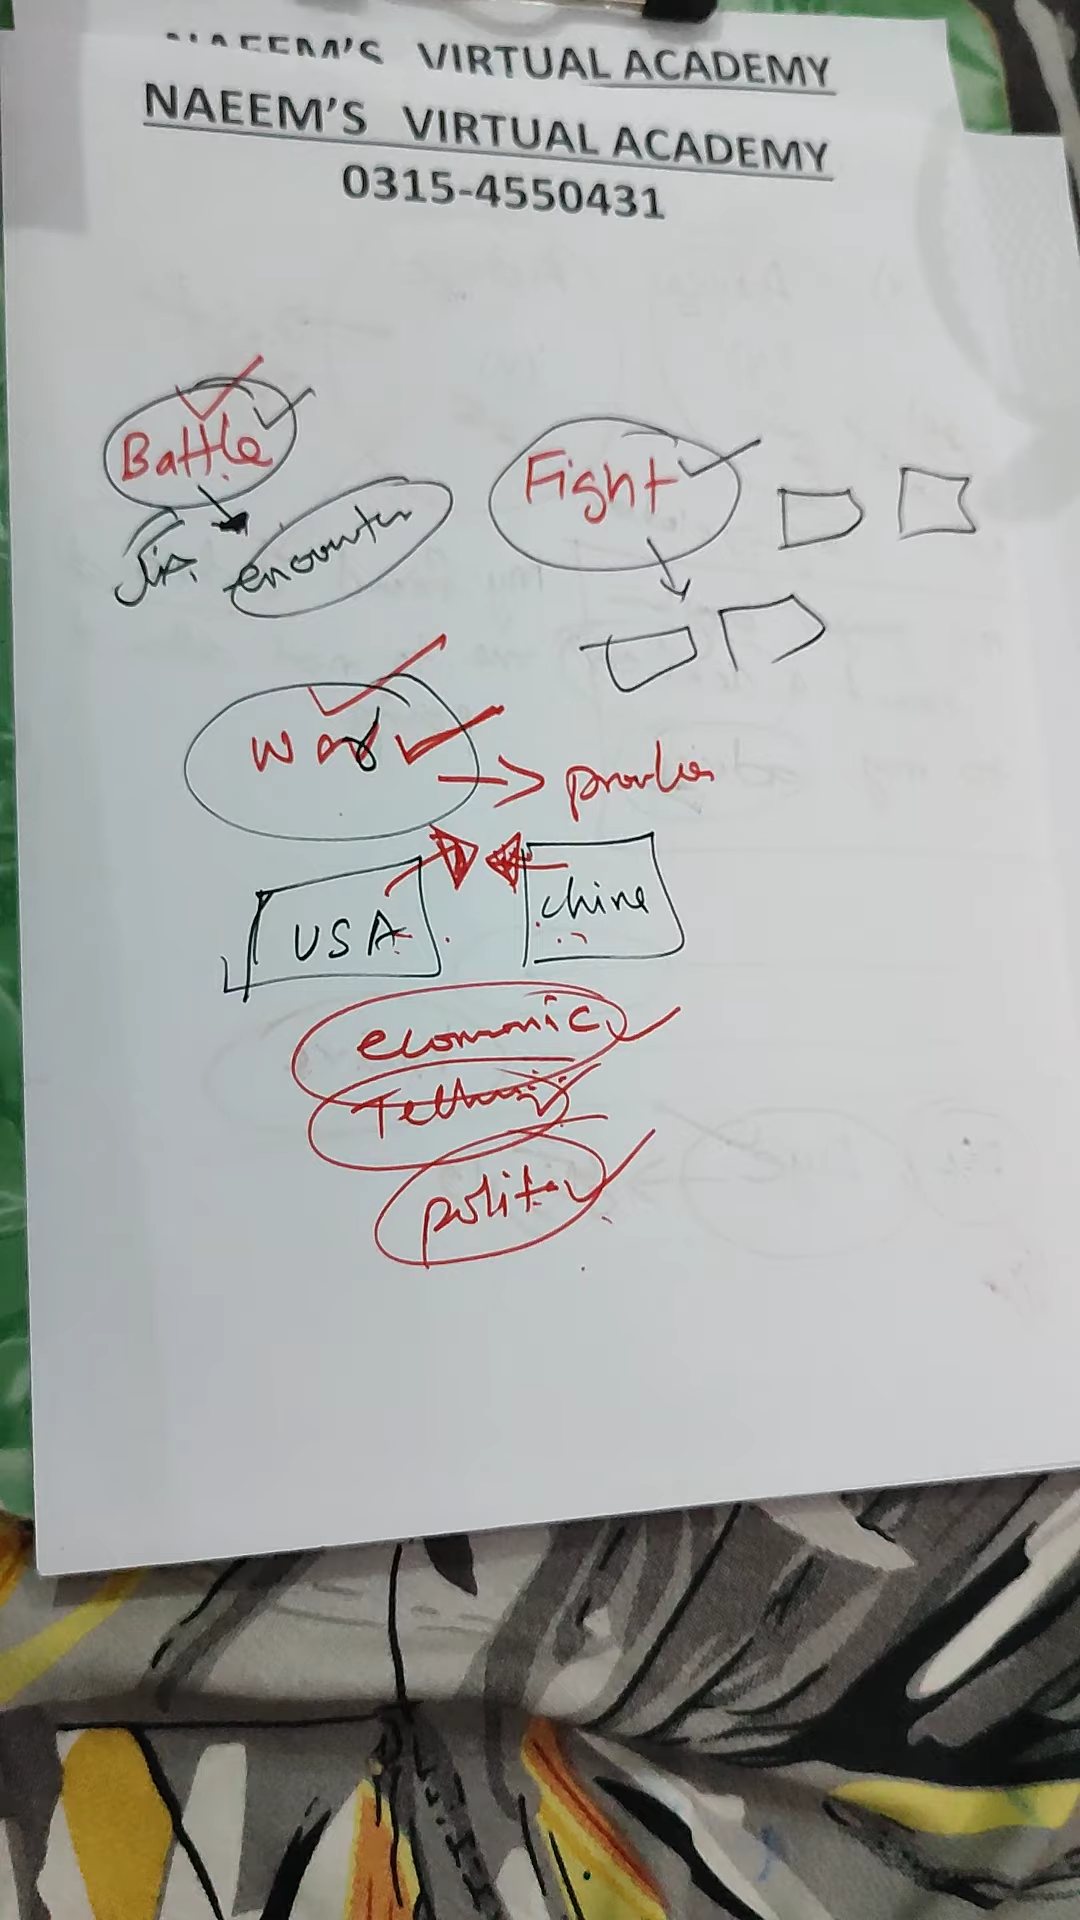 NAEEM'S VIRTUAL ACADEMY
NAEEM'S VIRTUAL ACADEMY
0315-4550431
Battle
encounter
Fight
War
USA
China
economic